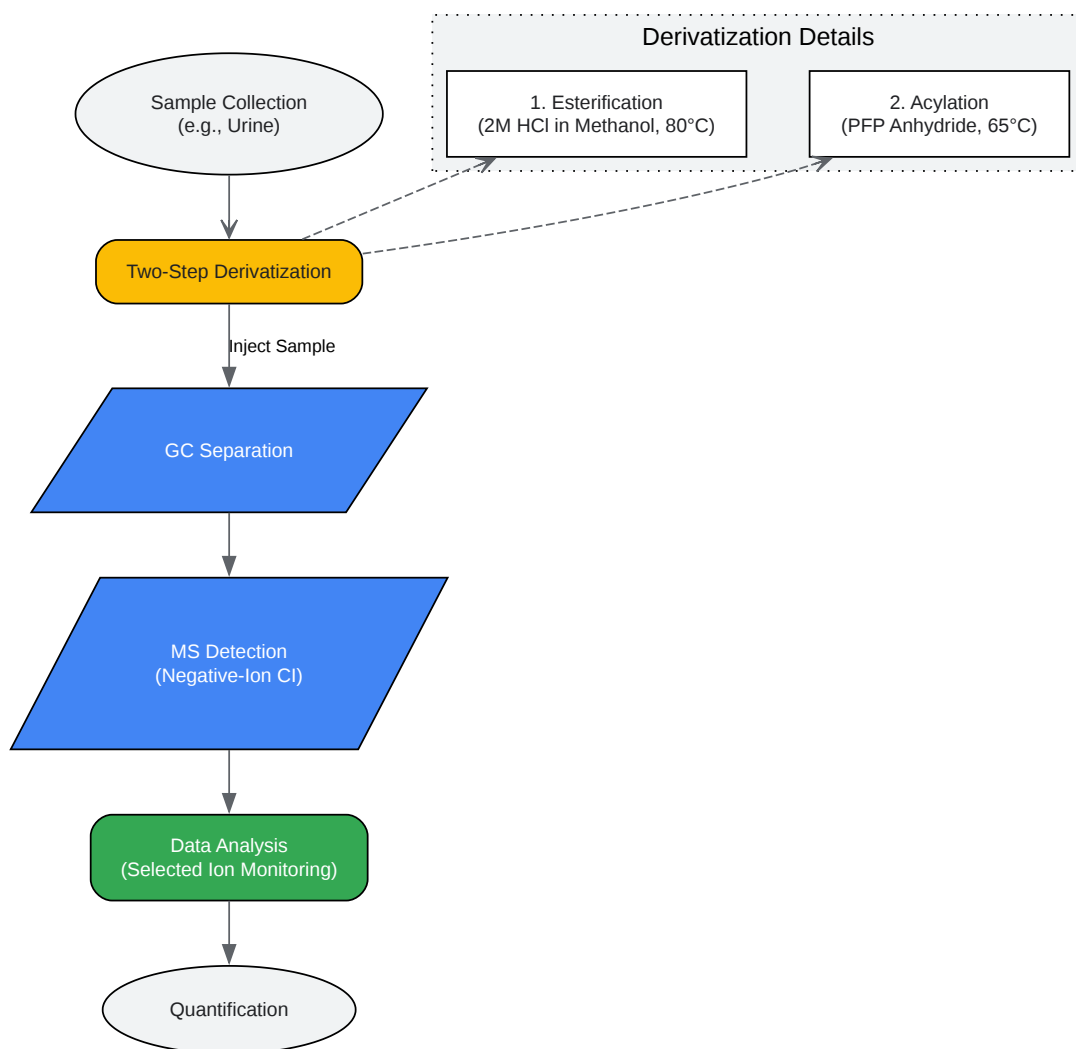 Derivatization Details
Sample Collection
(e.g., Urine)
1. Esterification
(2M HCl in Methanol, 80°C)
2. Acylation
(PFP Anhydride, 65°C)
Two-Step Derivatization
Inject Sample
GC Separation
MS Detection
(Negative-Ion CI)
Data Analysis
(Selected Ion Monitoring)
Quantification